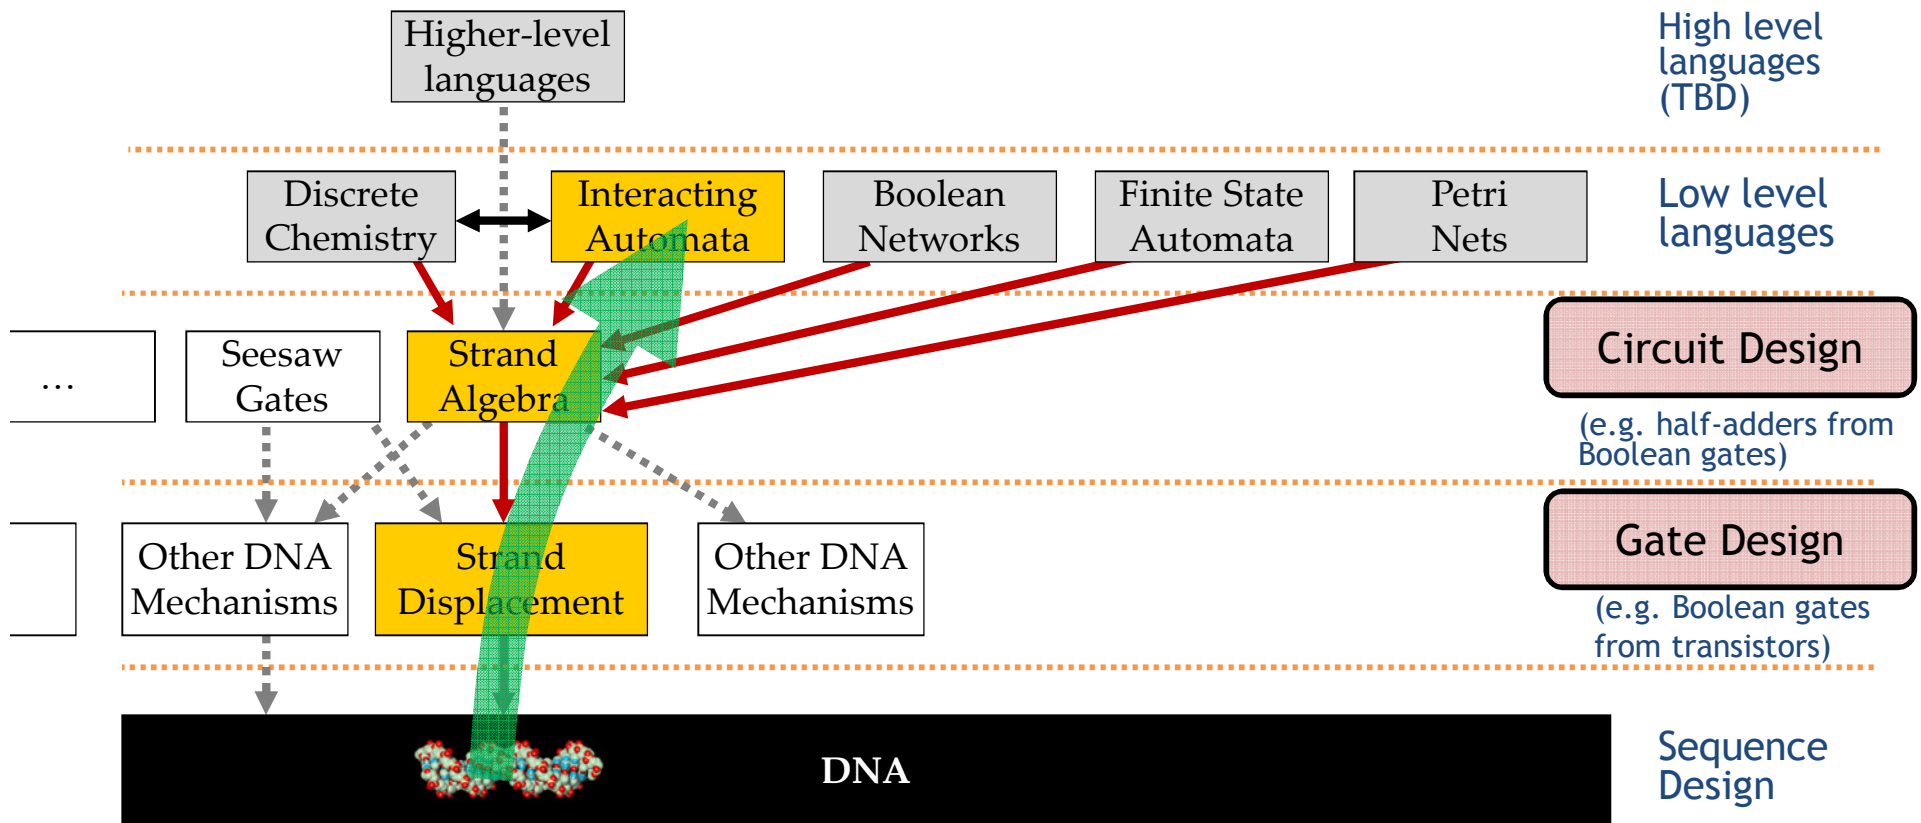 Higher-level
languages
High level
languages
(TBD)
Discrete
Chemistry
Interacting
Automata
Boolean
Networks
Finite State
Automata
Petri
Nets
Low level
languages
...
Seesaw
Gates
Strand
Algebra
Circuit Design
(e.g. half-adders from
Boolean gates)
Other DNA
Mechanisms
Strand
Displacement
Other DNA
Mechanisms
Gate Design
(e.g. Boolean gates
from transistors)
DNA
Sequence
Design